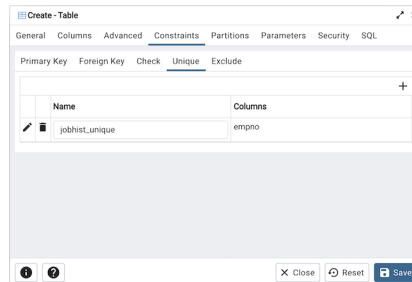 Create - Table
General Columns Advanced Constraints Partitions Parameters Security SQL
Primary Key Foreign Key Check Unique Exclude
Name Columns
jobhist_unique empno
Close Reset Save